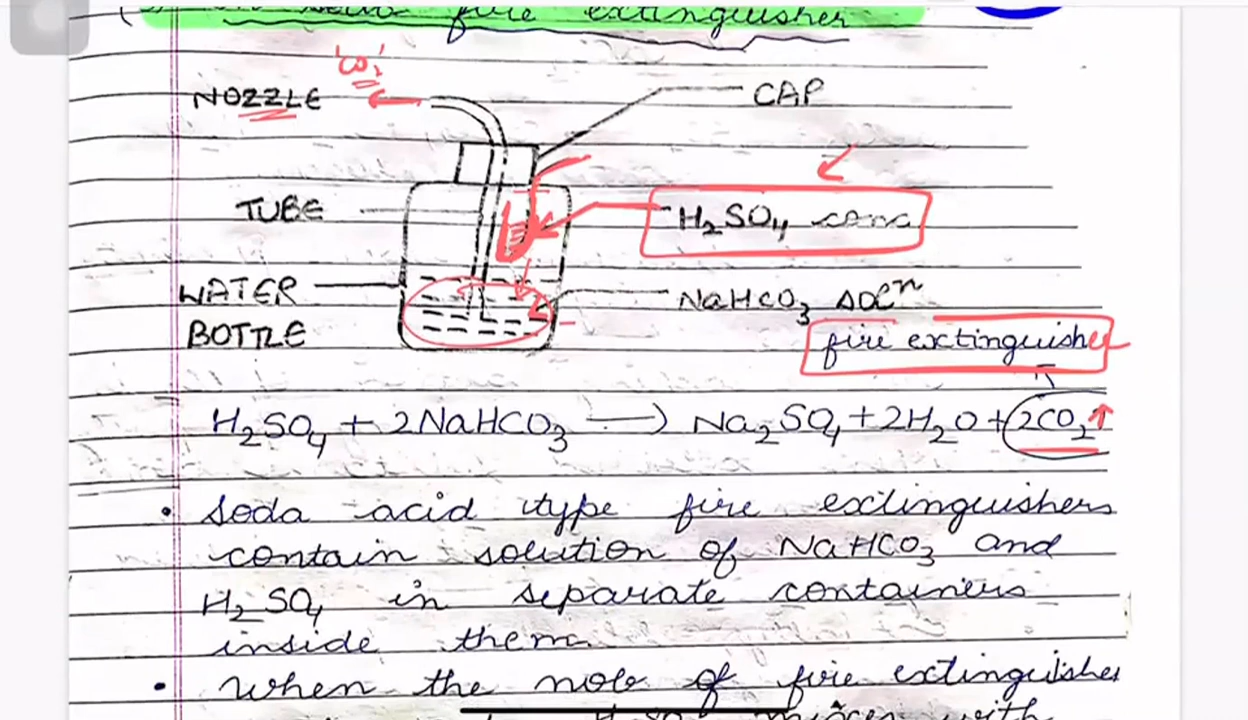 fire extinguisher
CO₂
NOZZLE
CAP
TUBE
H₂SO₄ conc
WATER
NaHCO₃ solⁿ
BOTTLE
fire extinguisher
H₂SO₄ + 2NaHCO₃ → Na₂SO₄ + 2H₂O + 2CO₂↑
• Soda acid type fire extinguishers
contain solution of NaHCO₃ and
H₂SO₄ in separate containers
inside them
• When the of fire extinguisher
with